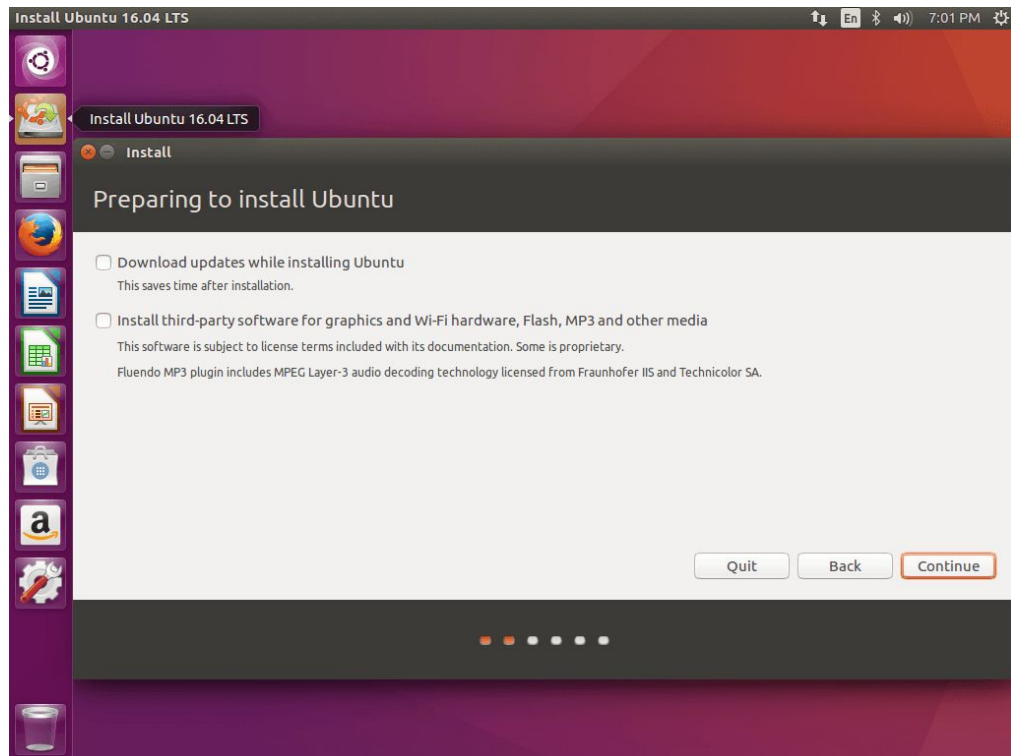 Install Ubuntu 16.04 LTS En 7:01 PM
Install Ubuntu 16.04 LTS
Install
Preparing to install Ubuntu
Download updates while installing Ubuntu
This saves time after installation.
Install third-party software for graphics and Wi-Fi hardware, Flash, MP3 and other media
This software is subject to license terms included with its documentation. Some is proprietary.
Fluendo MP3 plugin includes MPEG Layer-3 audio decoding technology licensed from Fraunhofer IIS and Technicolor SA.
a
Quit Back Continue